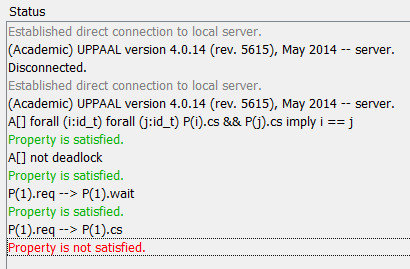 Status
Established direct connection to local server.
(Academic) UPPAAL version 4.0.14 (rev. 5615), May 2014 -- server.
Disconnected.
Established direct connection to local server.
(Academic) UPPAAL version 4.0.14 (rev. 5615), May 2014 -- server.
A[] forall (i:id_t) forall (j:id_t) P(i).cs && P(j).cs imply i == j
Property is satisfied.
A[] not deadlock
Property is satisfied.
P(1).req --> P(1).wait
Property is satisfied.
P(1).req --> P(1).cs
Property is not satisfied.